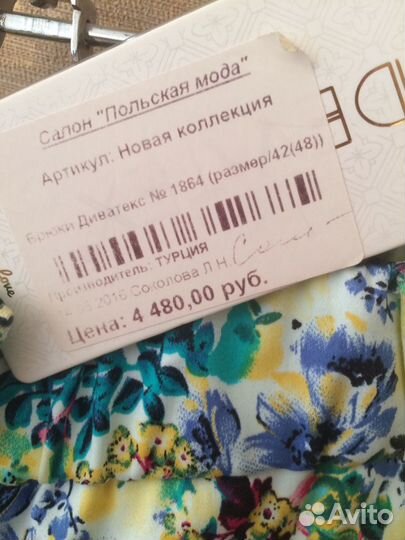 Салон "Польская мода"
Артикул: Новая коллекция
Брюки Диватекс № 1864 (размер/42(48))
Производитель: ТУРЦИЯ
2016 Соколова Л Н
Цена: 4 480,00 руб.
love
Avito